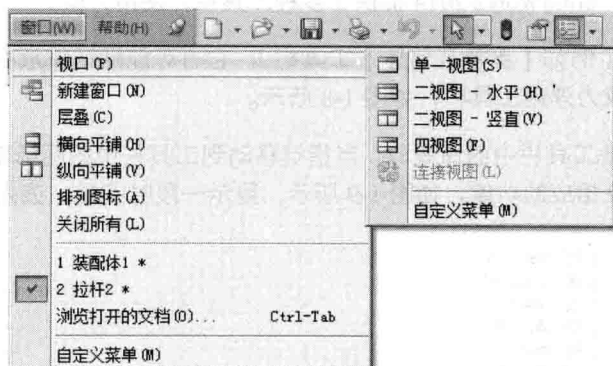 窗口(W) 帮助(H)
视口(P)
新建窗口(N)
层叠(C)
横向平铺(H)
纵向平铺(V)
排列图标(A)
关闭所有(L)
1 装配体1 *
2 拉杆2 *
浏览打开的文档(O)... Ctrl-Tab
自定义菜单(M)
单一视图(S)
二视图 - 水平(H)
二视图 - 竖直(V)
四视图(F)
连接视图(L)
自定义菜单(M)